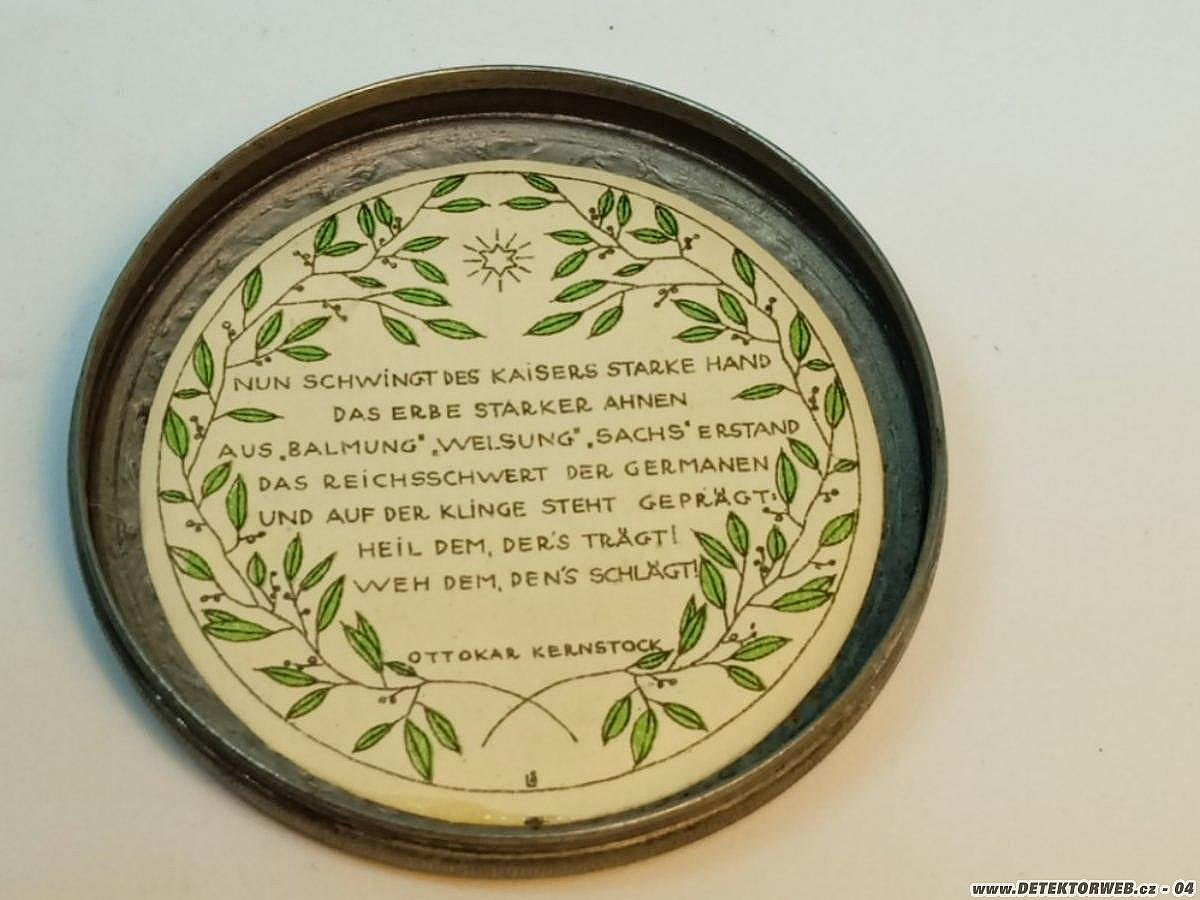 NUN SCHWINGT DES KAISERS STARKE HAND
DAS ERBE STARKER AHNEN
AUS „BALMUNG" „WELSUNG" „SACHS" ERSTAND
DAS REICHSSCHWERT DER GERMANEN
UND AUF DER KLINGE STEHT GEPRÄGT:
HEIL DEM, DER'S TRÄGT!
WEH DEM, DEN'S SCHLÄGT!
OTTOKAR KERNSTOCK
www.DETEKTORWEB.cz - 04